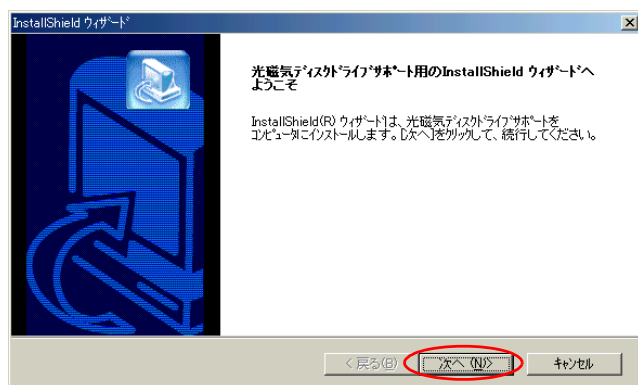 InstallShield ウィザード
光磁気ディスクドライブサポート用のInstallShield ウィザードへ
ようこそ
InstallShield(R) ウィザードは、光磁気ディスクドライブサポートを
コンピュータにインストールします。[次へ]をクリックして、続行してください。
< 戻る(B) 次へ (N)> キャンセル